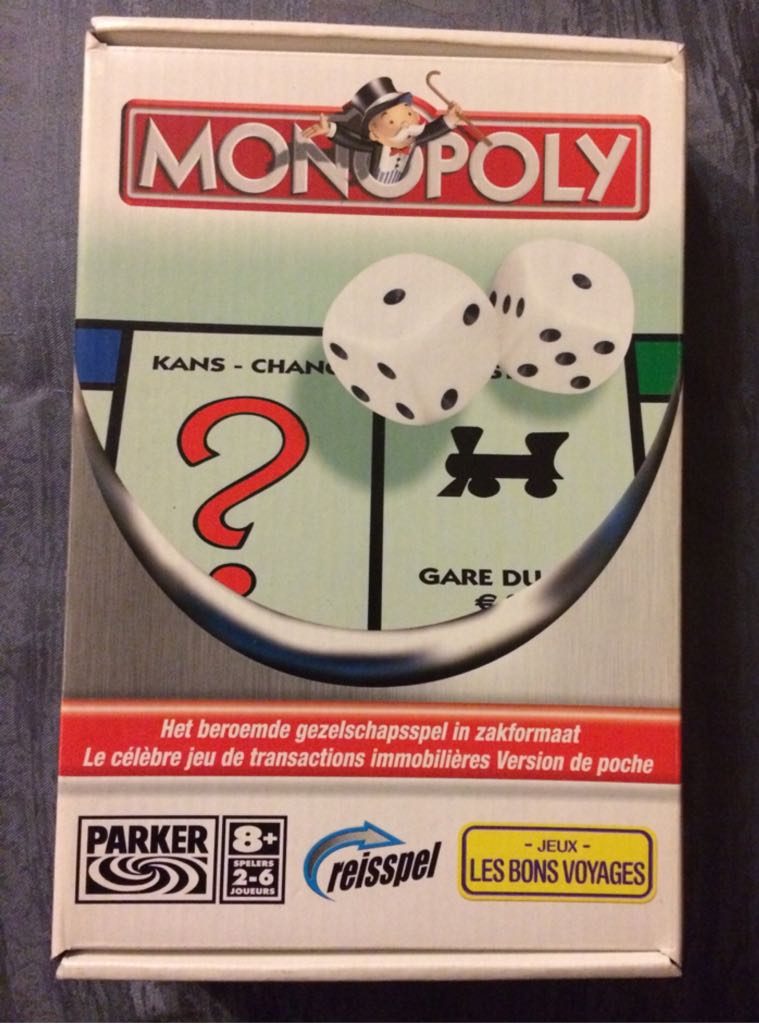 MONOPOLY
KANS - CHANC
GARE DU
€
Het beroemde gezelschapsspel in zakformaat
Le célèbre jeu de transactions immobilières Version de poche
PARKER
8+
SPELERS
2-6
JOUEURS
reisspel
- JEUX -
LES BONS VOYAGES